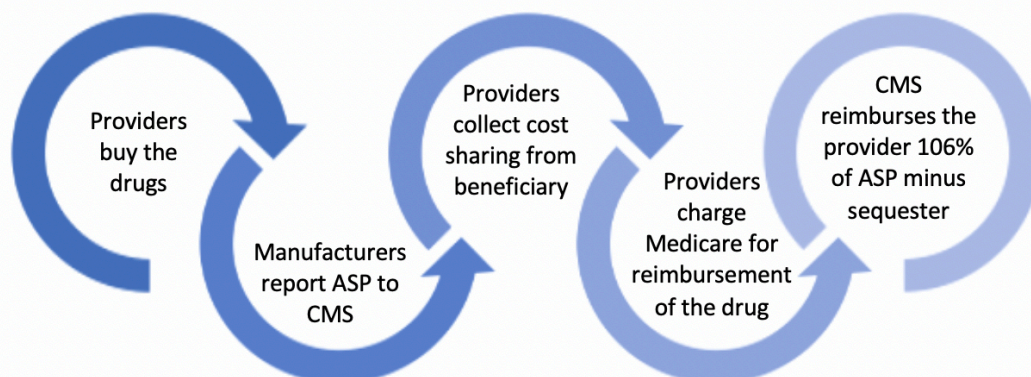 Providers
buy the
drugs
Manufacturers
report ASP to
CMS
Providers
collect cost
sharing from
beneficiary
Providers
charge
Medicare for
reimbursement
of the drug
CMS
reimburses the
provider 106%
of ASP minus
sequester